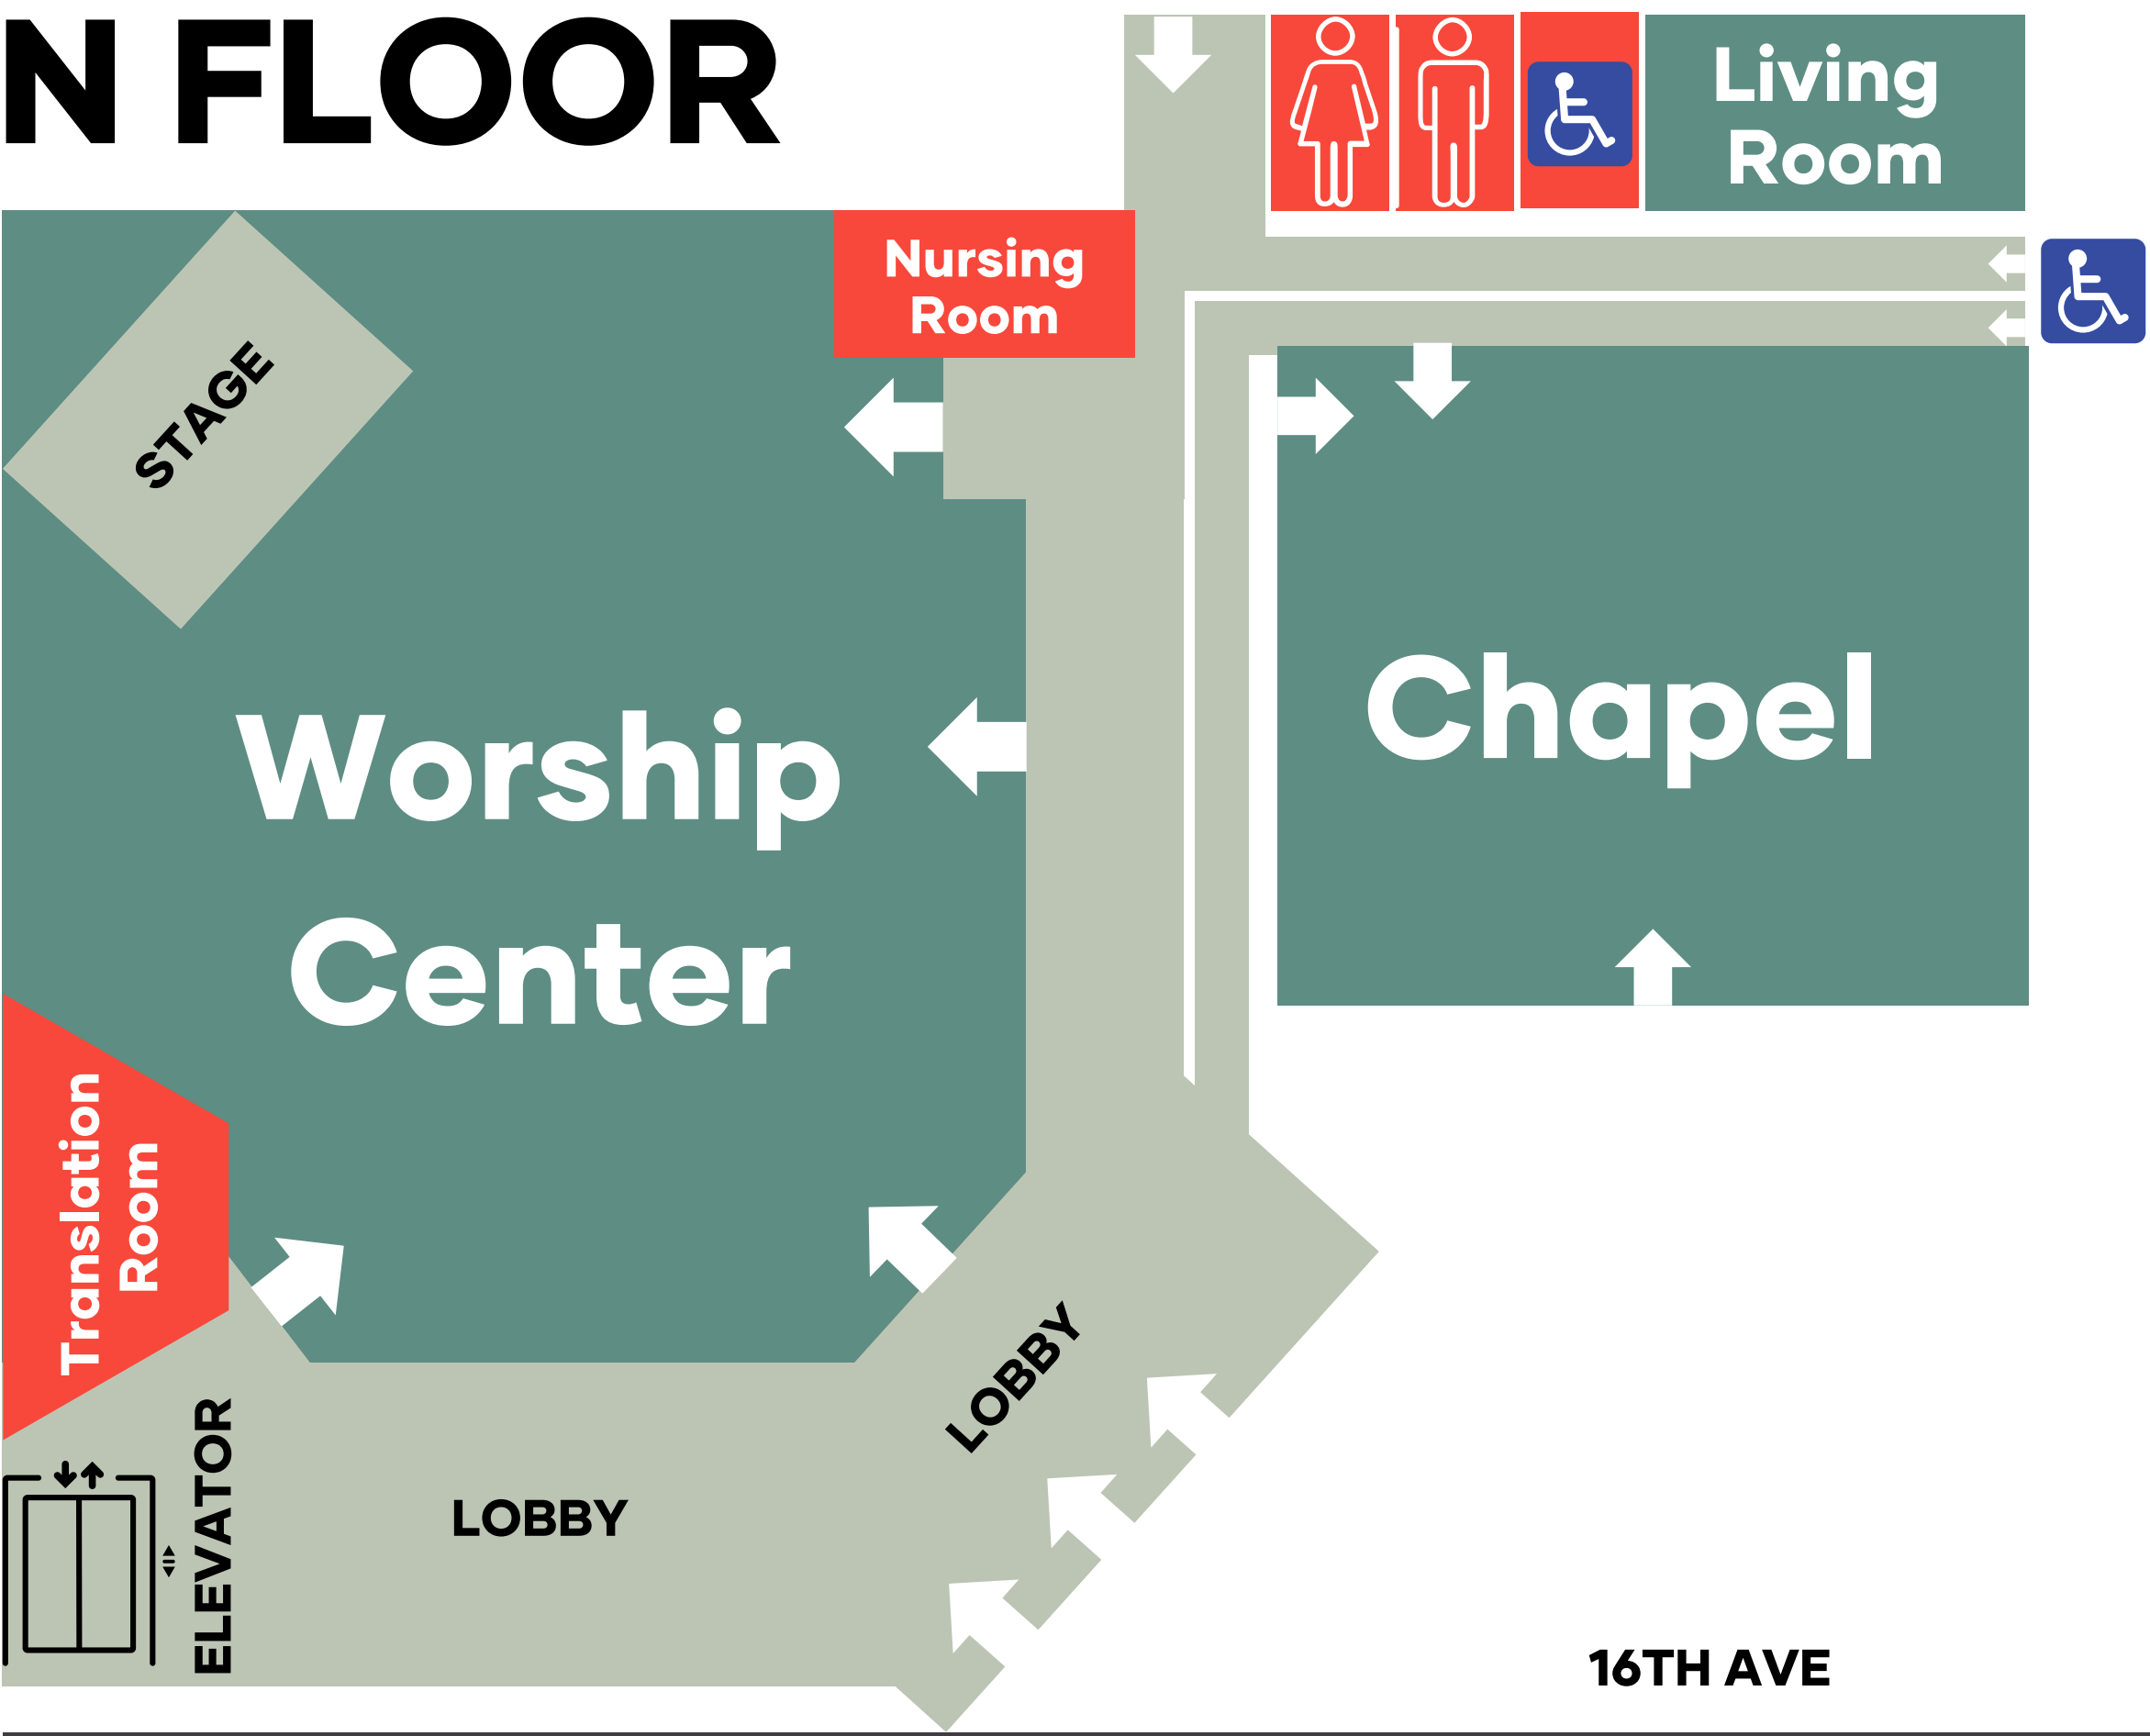 N FLOOR
Living
Room
Nursing
Room
STAGE
Worship
Center
Chapel
Translation
Room
ELEVATOR
LOBBY
LOBBY
16TH AVE